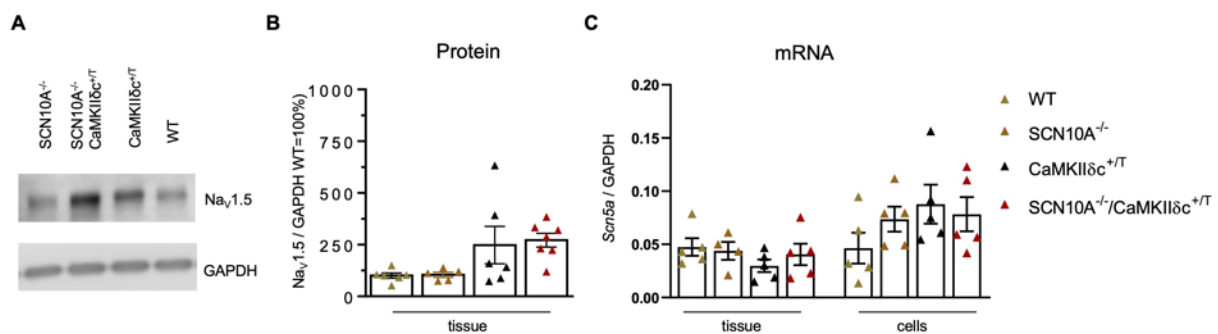 A
SCN10A-/-
SCN10A-/-
CaMKIIδc+/T
CaMKIIδc+/T
WT
NaV1.5
GAPDH
B
Protein
NaV1.5 / GAPDH WT=100%)
1000
750
500
250
0
tissue
C
mRNA
Scn5a / GAPDH
0.20
0.15
0.10
0.05
0.00
tissue
cells
WT
SCN10A-/-
CaMKIIδc+/T
SCN10A-/-/CaMKIIδc+/T